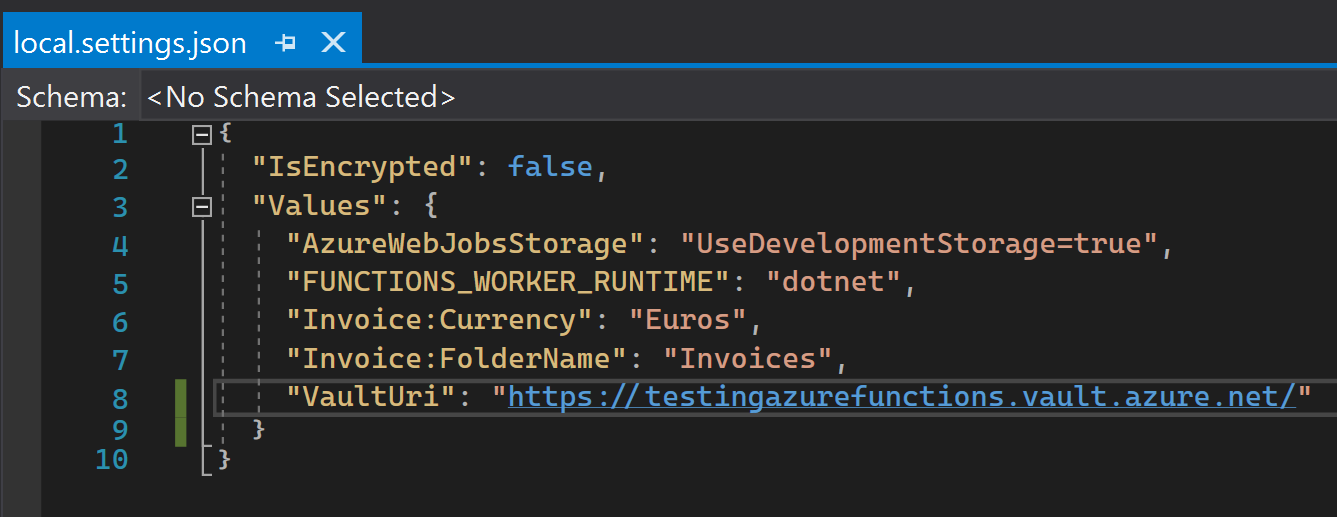 local.settings.json
Schema: <No Schema Selected>
1 {
2 "IsEncrypted": false,
3 "Values": {
4 "AzureWebJobsStorage": "UseDevelopmentStorage=true",
5 "FUNCTIONS_WORKER_RUNTIME": "dotnet",
6 "Invoice:Currency": "Euros",
7 "Invoice:FolderName": "Invoices",
8 "VaultUri": "https://testingazurefunctions.vault.azure.net/"
9 }
10 }